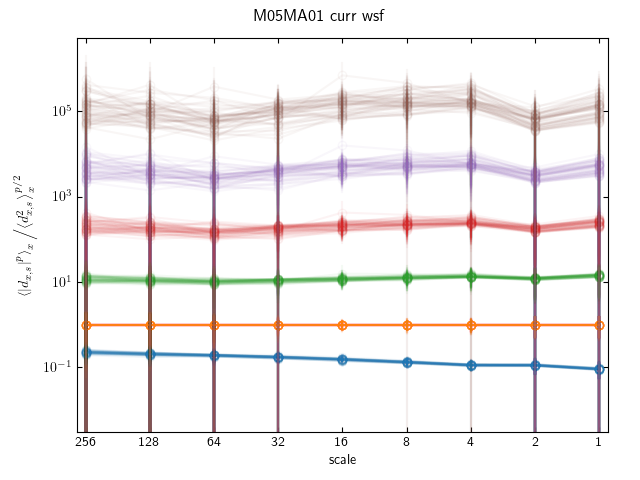 M05MA01 curr wsf
⟨|d_{x,s}|^p⟩_x / ⟨d_{x,s}^2⟩_x^{p/2}
10^5
10^3
10^1
10^{-1}
256 128 64 32 16 8 4 2 1
scale